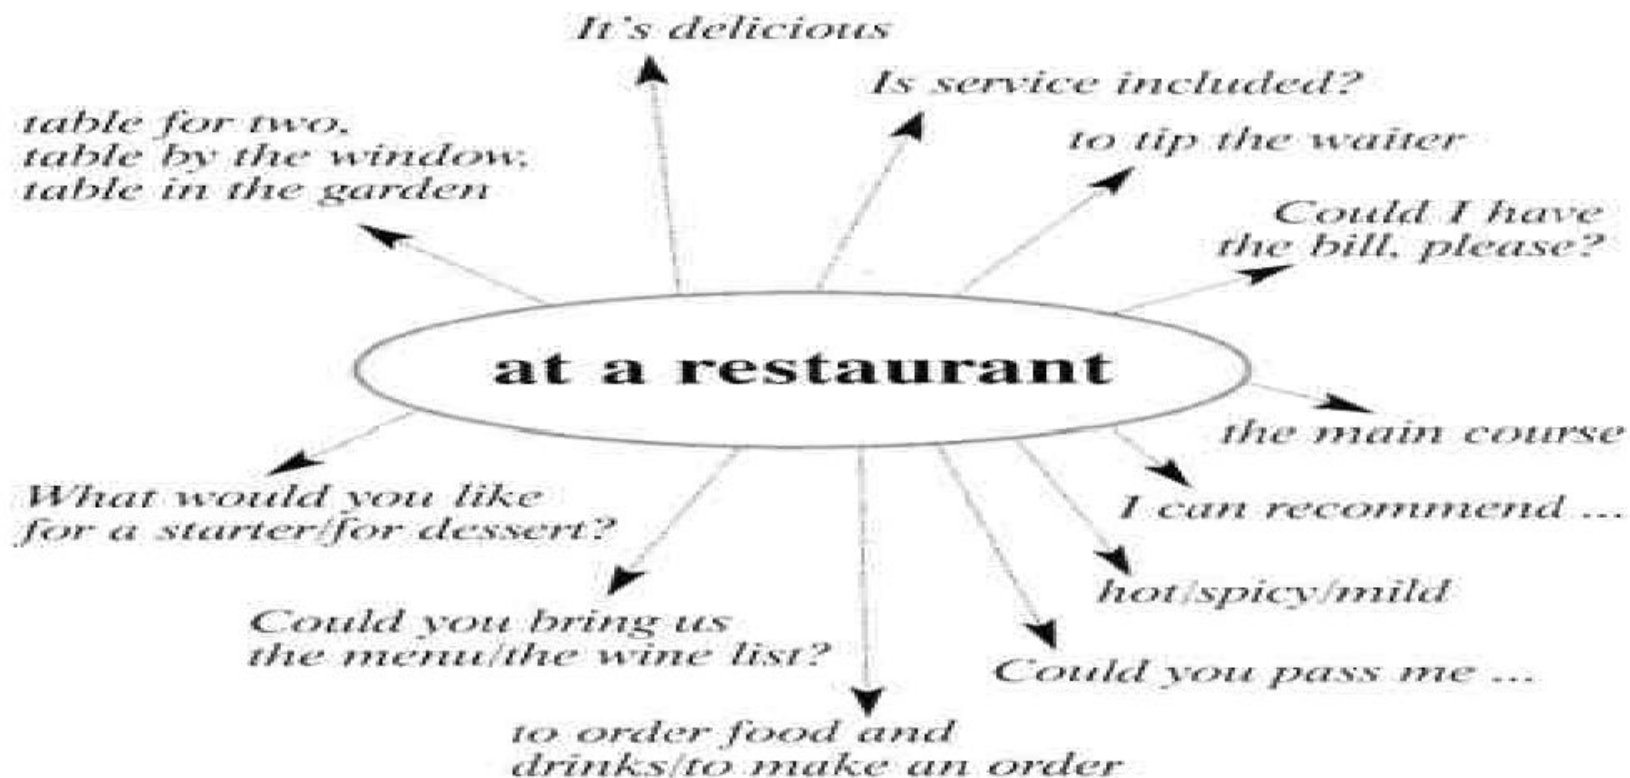 It's delicious
Is service included?
table for two,
table by the window,
table in the garden
to tip the waiter
Could I have
the bill, please?
at a restaurant
the main course
What would you like
for a starter/for dessert?
I can recommend ...
hot/spicy/mild
Could you bring us
the menu/the wine list?
Could you pass me ...
to order food and
drinks/to make an order